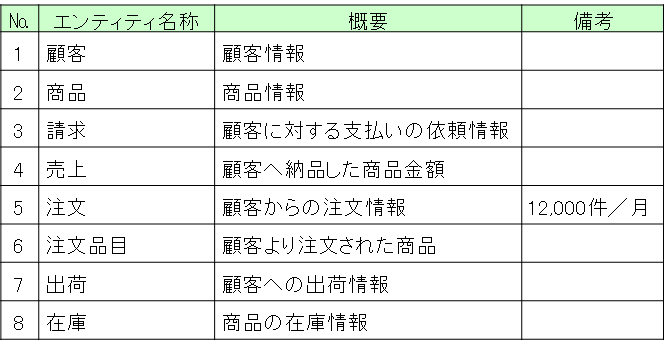 No. エンティティ名称 概要 備考
1 顧客 顧客情報
2 商品 商品情報
3 請求 顧客に対する支払いの依頼情報
4 売上 顧客へ納品した商品金額
5 注文 顧客からの注文情報 12,000件／月
6 注文品目 顧客より注文された商品
7 出荷 顧客への出荷情報
8 在庫 商品の在庫情報